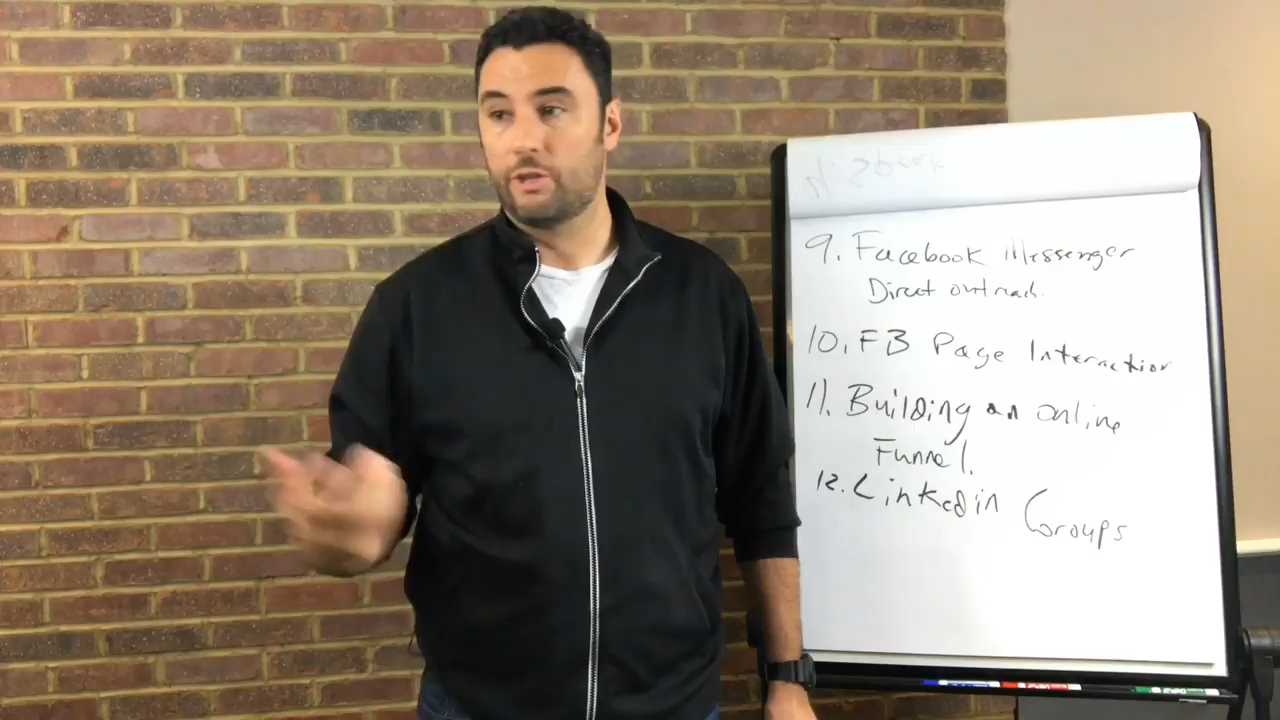 9. Facebook Messenger
Direct outreach.
10. FB Page Interaction
11. Building an online
Funnel.
12. Linkedin Groups